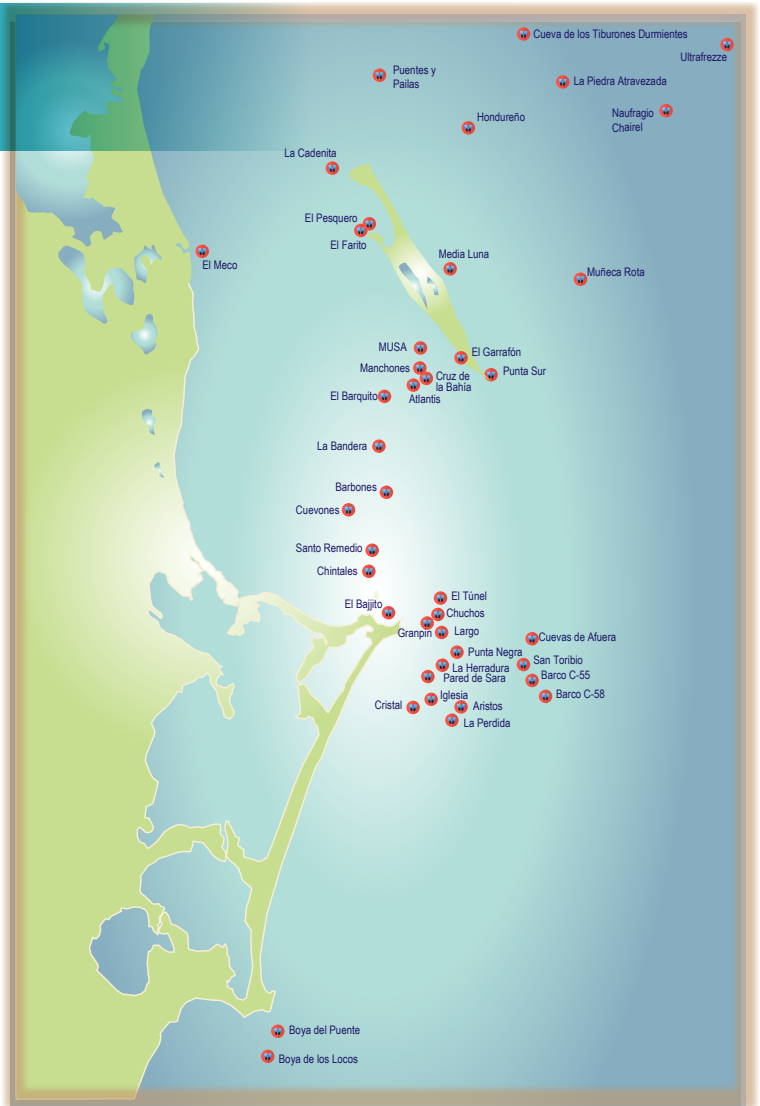 Cueva de los Tiburones Durmientes
Ultrafrezze
Puentes y
Pailas
La Piedra Atravezada
Naufragio
Chairel
Hondureño
La Cadenita
El Pesquero
El Farito
Media Luna
El Meco
Muñeca Rota
MUSA
El Garrafón
Manchones
Cruz de
la Bahía
Punta Sur
El Barquito
Atlantis
La Bandera
Barbones
Cuevones
Santo Remedio
Chintales
El Bajjito
El Túnel
Chuchos
Granpin
Largo
Cuevas de Afuera
Punta Negra
La Herradura
San Toribio
Pared de Sara
Barco C-55
Iglesia
Barco C-58
Cristal
Aristos
La Perdida
Boya del Puente
Boya de los Locos